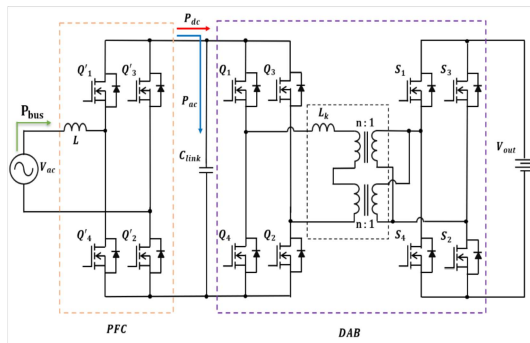 P_dc
Q'_1 Q'_3 Q_1 Q_3 S_1 S_3
P_ac
P_bus
L
L_k n:1
V_ac
C_link
V_out
n:1
Q'_4 Q'_2 Q_4 Q_2 S_4 S_2
PFC DAB